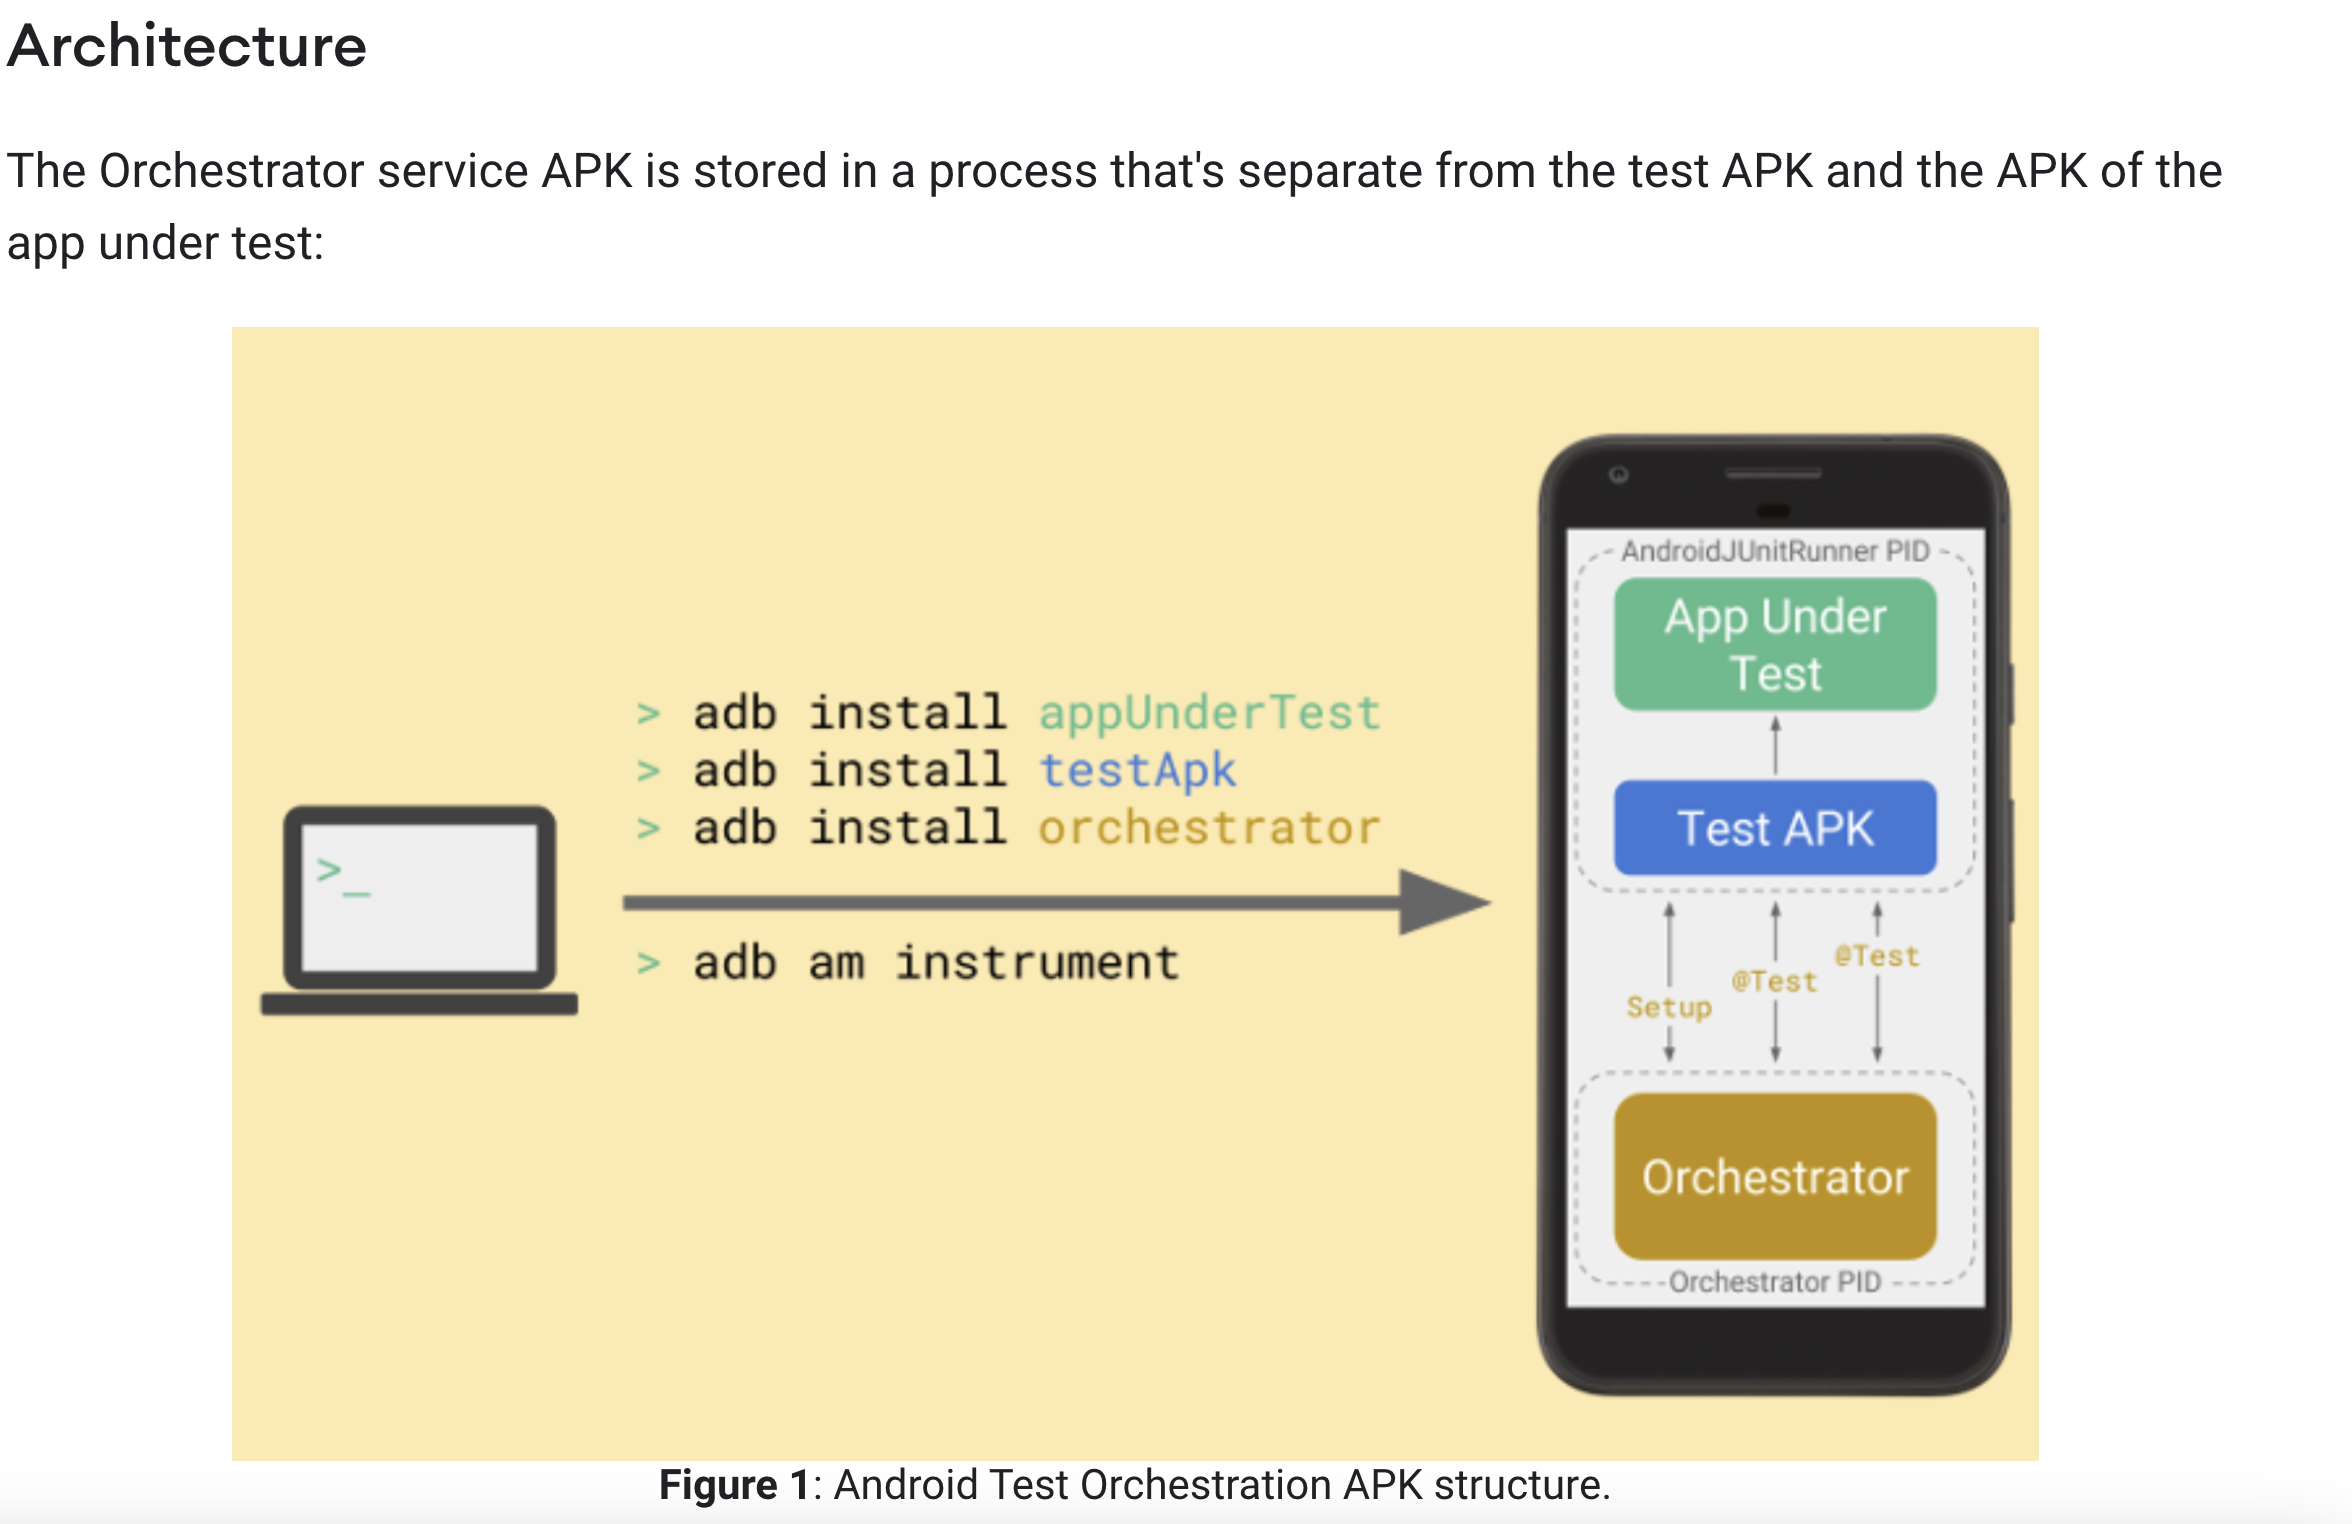 Architecture
The Orchestrator service APK is stored in a process that's separate from the test APK and the APK of the
app under test:
> adb install appUnderTest
> adb install testApk
> adb install orchestrator
>_
> adb am instrument
AndroidJUnitRunner PID
App Under
Test
Test APK
@Test
@Test
Setup
Orchestrator
Orchestrator PID
Figure 1: Android Test Orchestration APK structure.